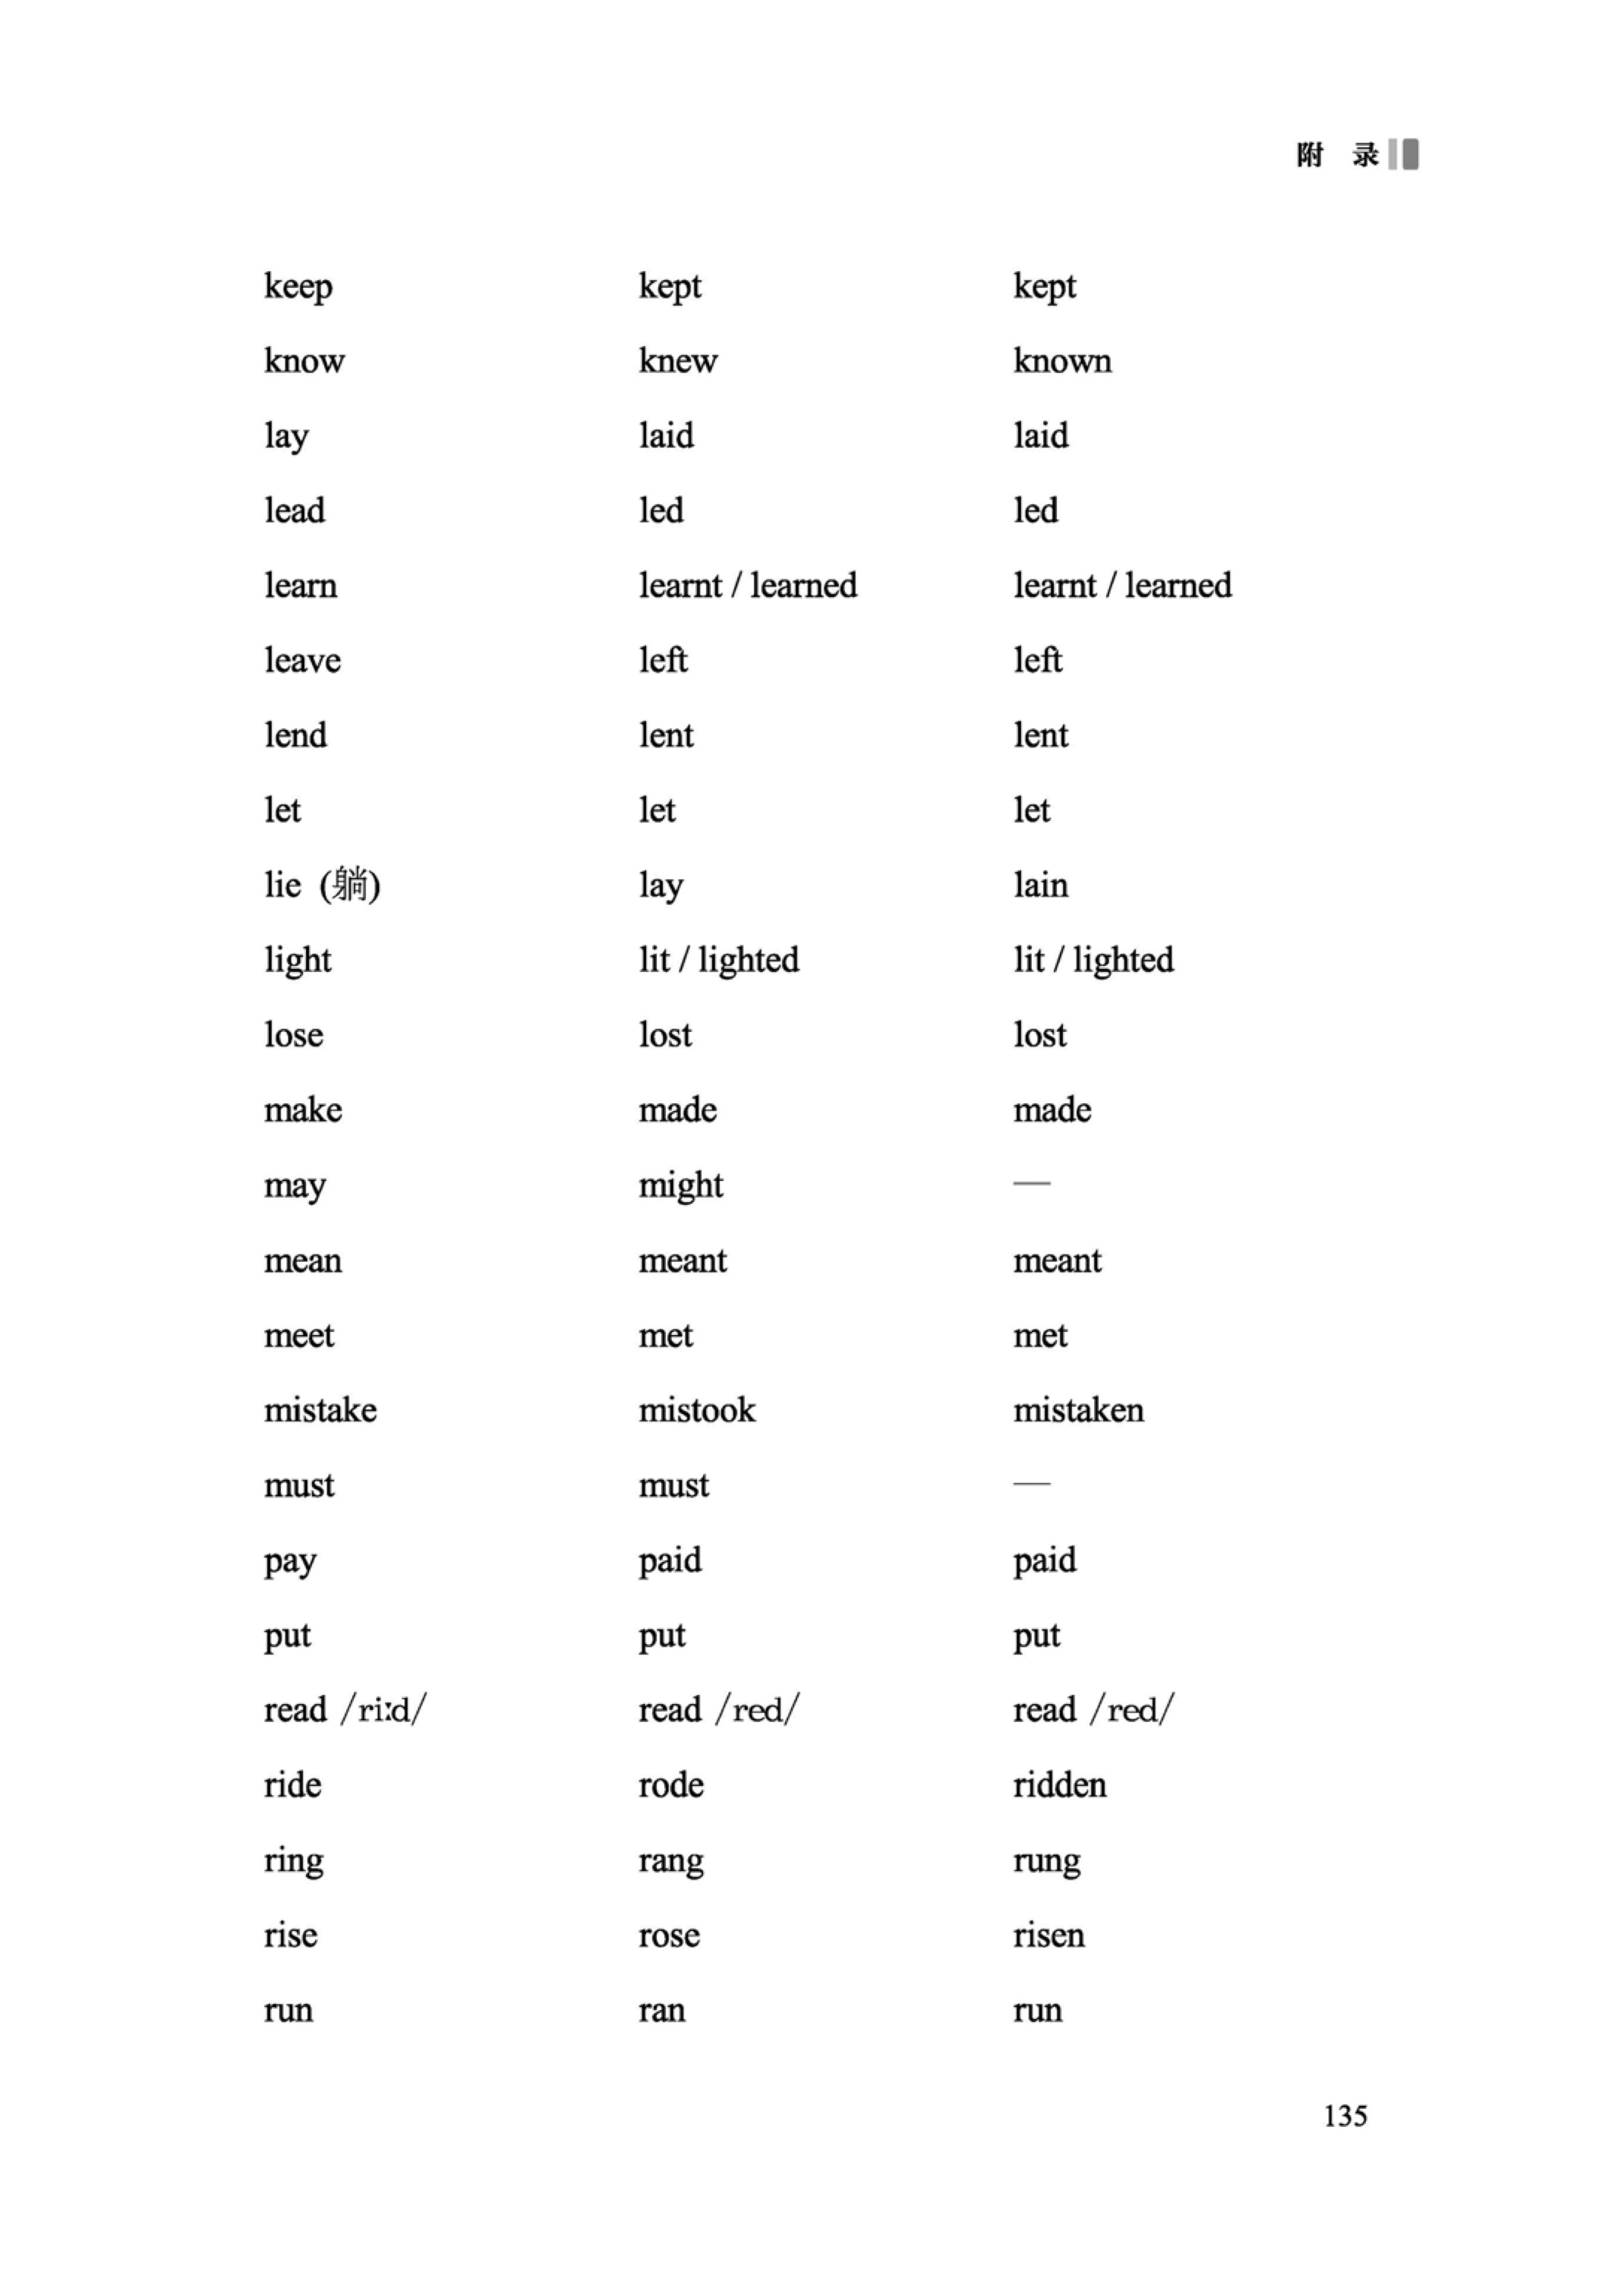 附 录
keep kept kept
know knew known
lay laid laid
lead led led
learn learnt / learned learnt / learned
leave left left
lend lent lent
let let let
lie (躺) lay lain
light lit / lighted lit / lighted
lose lost lost
make made made
may might —
mean meant meant
meet met met
mistake mistook mistaken
must must —
pay paid paid
put put put
read /riːd/ read /red/ read /red/
ride rode ridden
ring rang rung
rise rose risen
run ran run
135